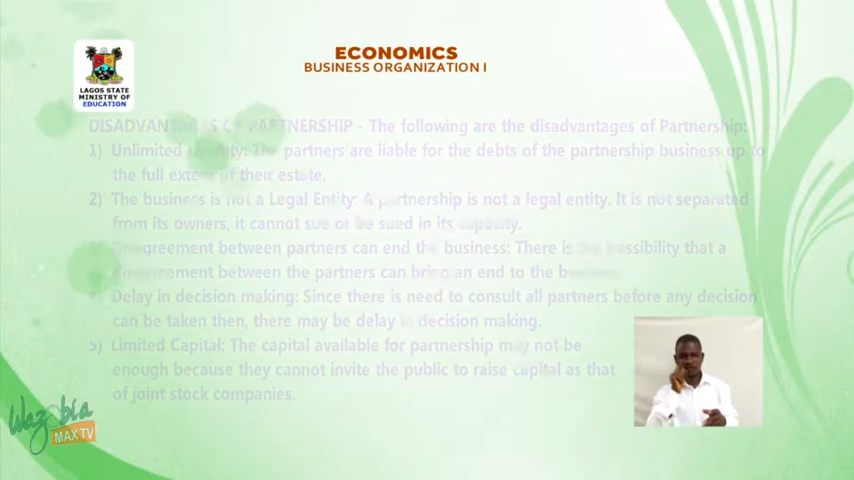 ECONOMICS
BUSINESS ORGANIZATION I
LAGOS STATE
MINISTRY OF
EDUCATION
DISADVANTAGES OF PARTNERSHIP - The following are the disadvantages of Partnership:
1) Unlimited The partners are liable for the debts of the partnership business up to
the full extent of their estate.
2) The business is not a Legal Entity: A partnership is not a legal entity. It is not separated
from its owners, it cannot sue or be sued in its capacity.
Disagreement between partners can end the business: There is the possibility that a
between the partners can bring an end to the
Delay in decision making: Since there is need to consult all partners before any decision
can be taken then, there may be delay in decision making.
5) Limited Capital: The capital available for partnership may not be
enough because they cannot invite the public to raise capital as that
of joint stock companies.
Wazobia
MAX TV